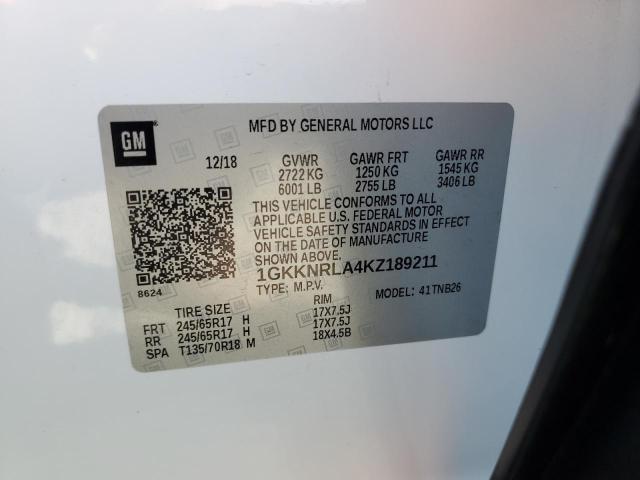 GM
MFD BY GENERAL MOTORS LLC
12/18 GVWR GAWR FRT GAWR RR
2722 KG 1250 KG 1545 KG
6001 LB 2755 LB 3406 LB
THIS VEHICLE CONFORMS TO ALL
APPLICABLE U.S. FEDERAL MOTOR
VEHICLE SAFETY STANDARDS IN EFFECT
ON THE DATE OF MANUFACTURE
SHOWN ABOVE.
1GKKNRLA4KZ189211
8624
TYPE: M.P.V. MODEL: 41TNB26
TIRE SIZE RIM
FRT 245/65R17 H 17X7.5J
RR 245/65R17 H 17X7.5J
SPA T135/70R18 M 18X4.5B